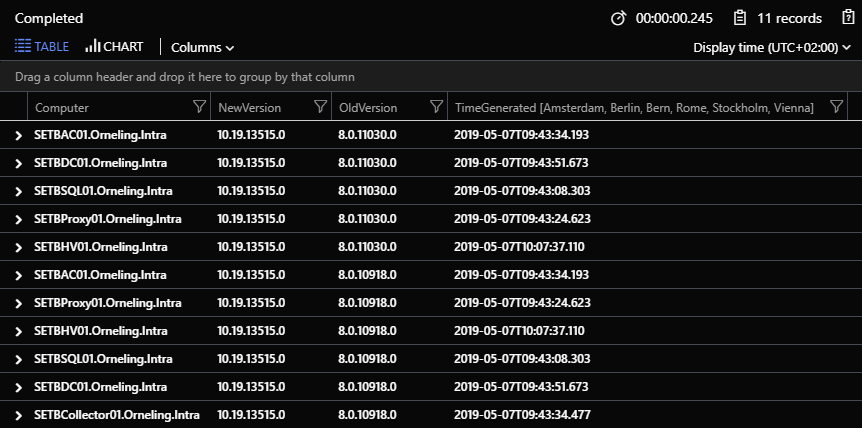 Completed 00:00:00.245 11 records
TABLE CHART Columns Display time (UTC+02:00)
Drag a column header and drop it here to group by that column
Computer NewVersion OldVersion TimeGenerated [Amsterdam, Berlin, Bern, Rome, Stockholm, Vienna]
SETBAC01.Orneling.Intra 10.19.13515.0 8.0.11030.0 2019-05-07T09:43:34.193
SETBDC01.Orneling.Intra 10.19.13515.0 8.0.11030.0 2019-05-07T09:43:51.673
SETBSQL01.Orneling.Intra 10.19.13515.0 8.0.11030.0 2019-05-07T09:43:08.303
SETBProxy01.Orneling.Intra 10.19.13515.0 8.0.11030.0 2019-05-07T09:43:24.623
SETBHV01.Orneling.Intra 10.19.13515.0 8.0.11030.0 2019-05-07T10:07:37.110
SETBAC01.Orneling.Intra 10.19.13515.0 8.0.10918.0 2019-05-07T09:43:34.193
SETBProxy01.Orneling.Intra 10.19.13515.0 8.0.10918.0 2019-05-07T09:43:24.623
SETBHV01.Orneling.Intra 10.19.13515.0 8.0.10918.0 2019-05-07T10:07:37.110
SETBSQL01.Orneling.Intra 10.19.13515.0 8.0.10918.0 2019-05-07T09:43:08.303
SETBDC01.Orneling.Intra 10.19.13515.0 8.0.10918.0 2019-05-07T09:43:51.673
SETBCollector01.Orneling.Intra 10.19.13515.0 8.0.10918.0 2019-05-07T09:43:34.477